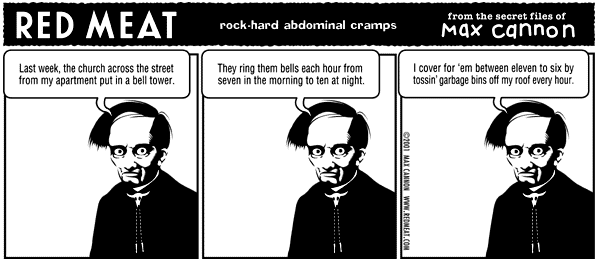 RED MEAT
rock-hard abdominal cramps
from the secret files of
Max cannon
Last week, the church across the street
from my apartment put in a bell tower.
They ring them bells each hour from
seven in the morning to ten at night.
I cover for 'em between eleven to six by
tossin' garbage bins off my roof every hour.
©2001 MAX CANNON WWW.REDMEAT.COM